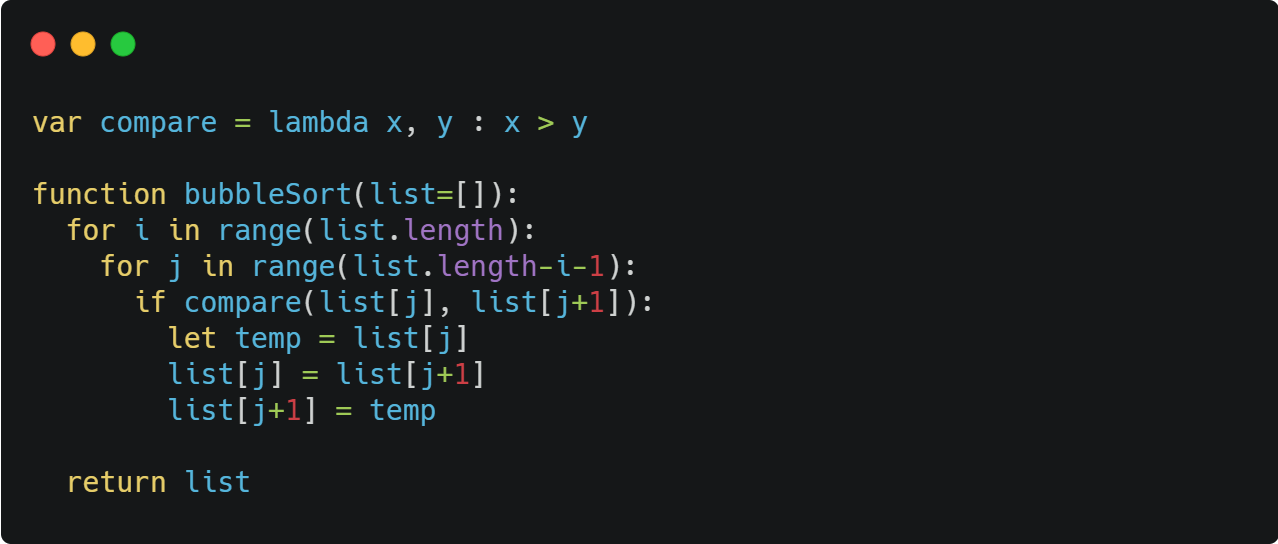 var compare = lambda x, y : x > y
function bubbleSort(list=[]):
  for i in range(list.length):
    for j in range(list.length-i-1):
      if compare(list[j], list[j+1]):
        let temp = list[j]
        list[j] = list[j+1]
        list[j+1] = temp
  return list